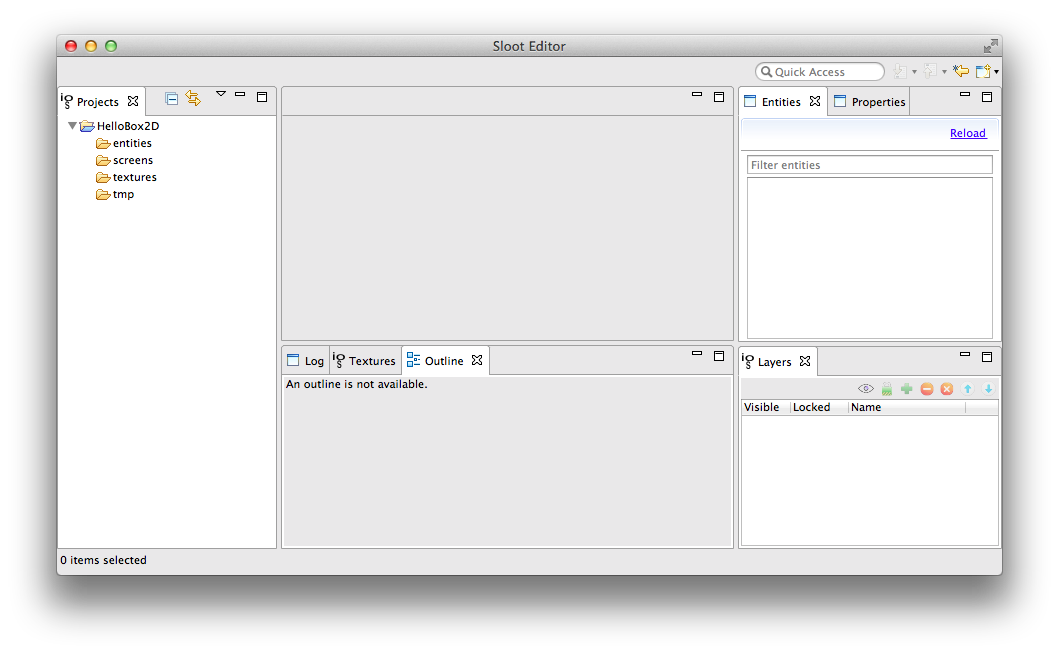 Sloot Editor
Quick Access
Projects
HelloBox2D
entities
screens
textures
tmp
Entities
Properties
Reload
Filter entities
Log
Textures
Outline
An outline is not available.
Layers
Visible Locked Name
0 items selected